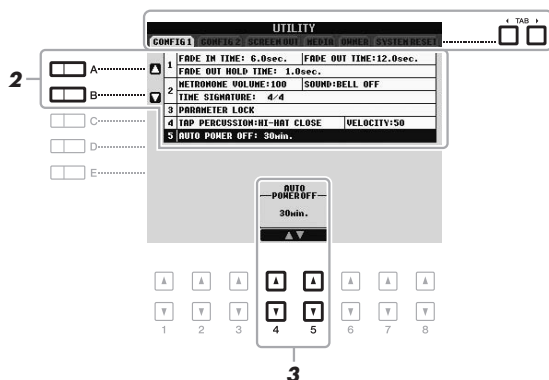 TAB
UTILITY
CONFIG 1 CONFIG 2 SCREEN OUT MEDIA OWNER SYSTEM RESET
2
A
B
C
D
E
1 FADE IN TIME: 6.0sec. FADE OUT TIME:12.0sec.
FADE OUT HOLD TIME: 1.0sec.
2 METRONOME VOLUME:100 SOUND:BELL OFF
TIME SIGNATURE: 4/4
3 PARAMETER LOCK
4 TAP PERCUSSION:HI-HAT CLOSE VELOCITY:50
5 AUTO POWER OFF: 30min.
AUTO
POWER OFF
30min.
1 2 3 4 5 6 7 8
3